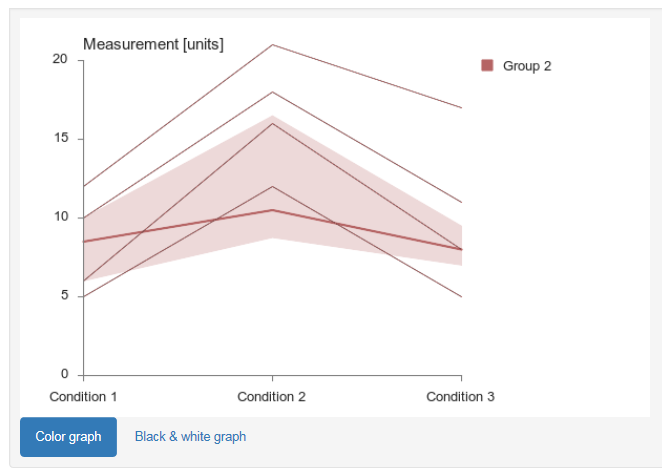 Measurement [units]
20
15
10
5
0
Condition 1
Condition 2
Condition 3
Group 2
Color graph
Black & white graph